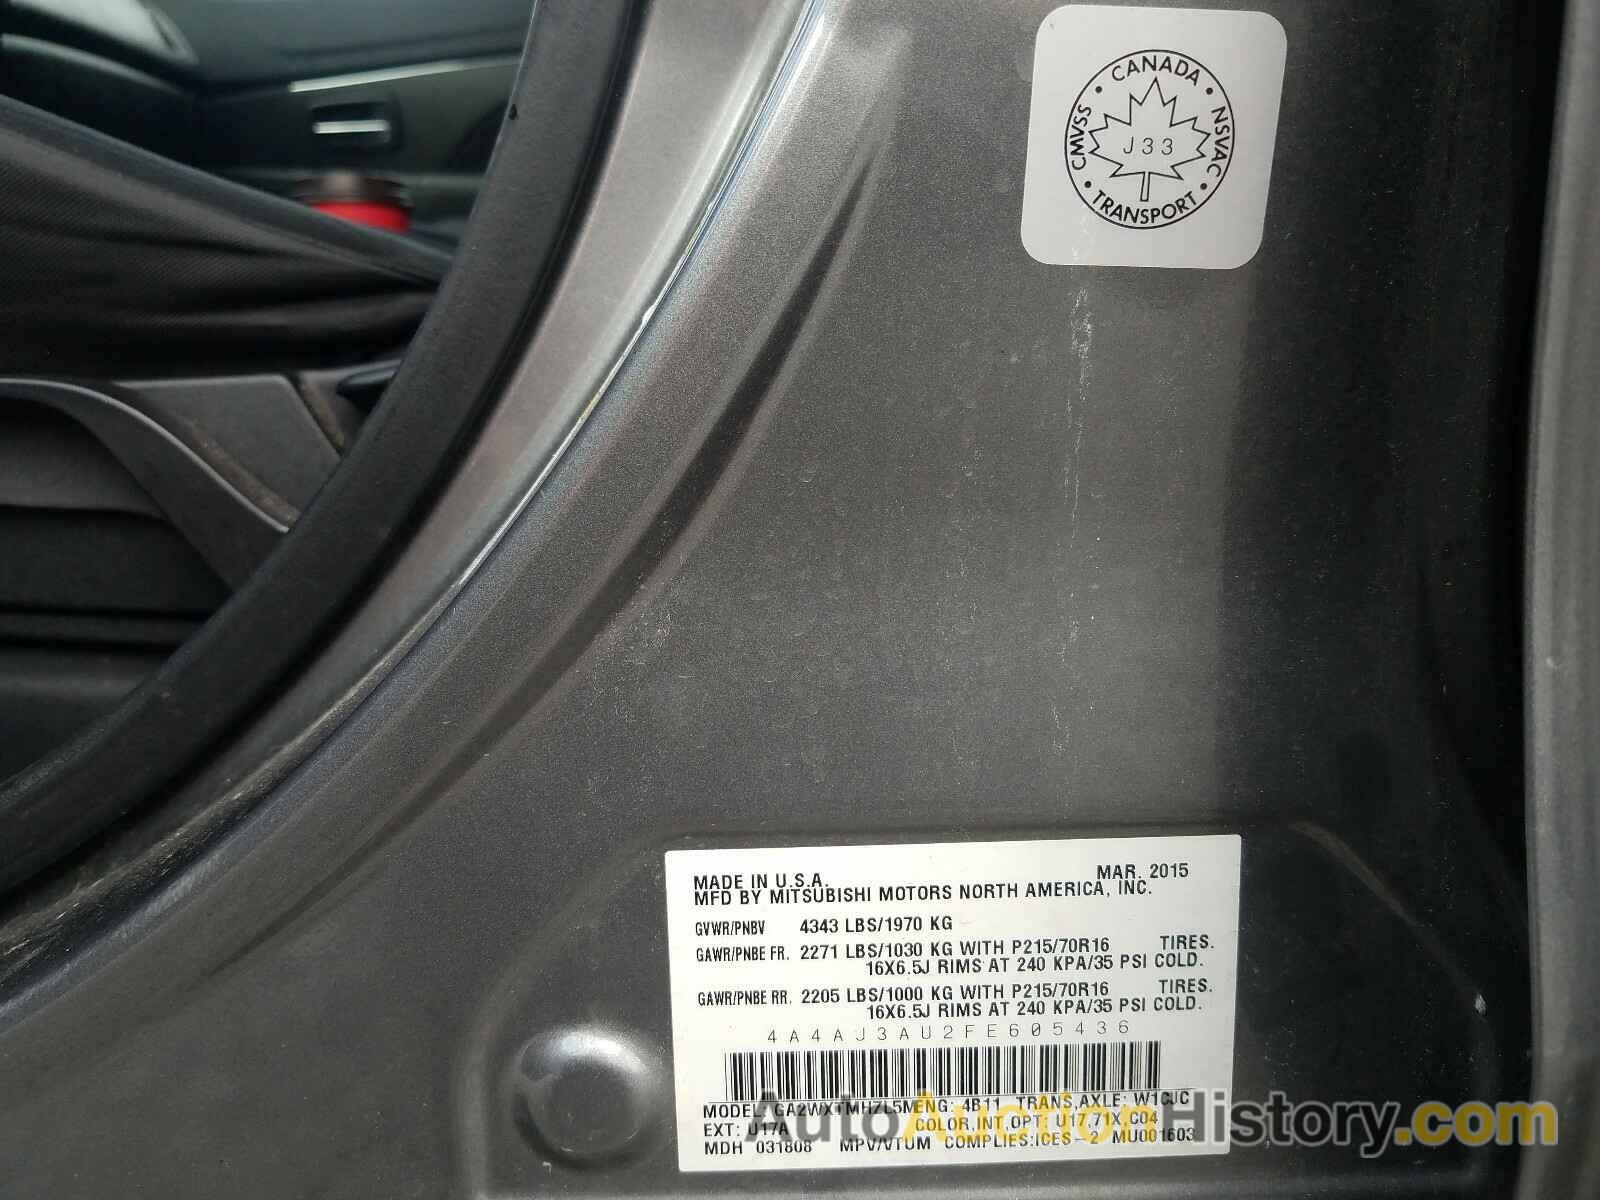 CANADA
CMVSS
NSVAC
J33
TRANSPORT
MADE IN U.S.A. MAR. 2015
MFD BY MITSUBISHI MOTORS NORTH AMERICA, INC.
GVWR/PNBV 4343 LBS/1970 KG
GAWR/PNBE FR. 2271 LBS/1030 KG WITH P215/70R16 TIRES.
16X6.5J RIMS AT 240 KPA/35 PSI COLD.
GAWR/PNBE RR. 2205 LBS/1000 KG WITH P215/70R16 TIRES.
16X6.5J RIMS AT 240 KPA/35 PSI COLD.
4A4AJ3AU2FE605436
MODEL: GA2WXTMHZL5M ENG: 4B11 TRANS,AXLE: W1CJC
EXT: U17A COLOR,INT,OPT: U17,71X,C04
MDH 031808 MPV/VTUM COMPLIES:ICES-2 MU001603
AutoAuctionHistory.com